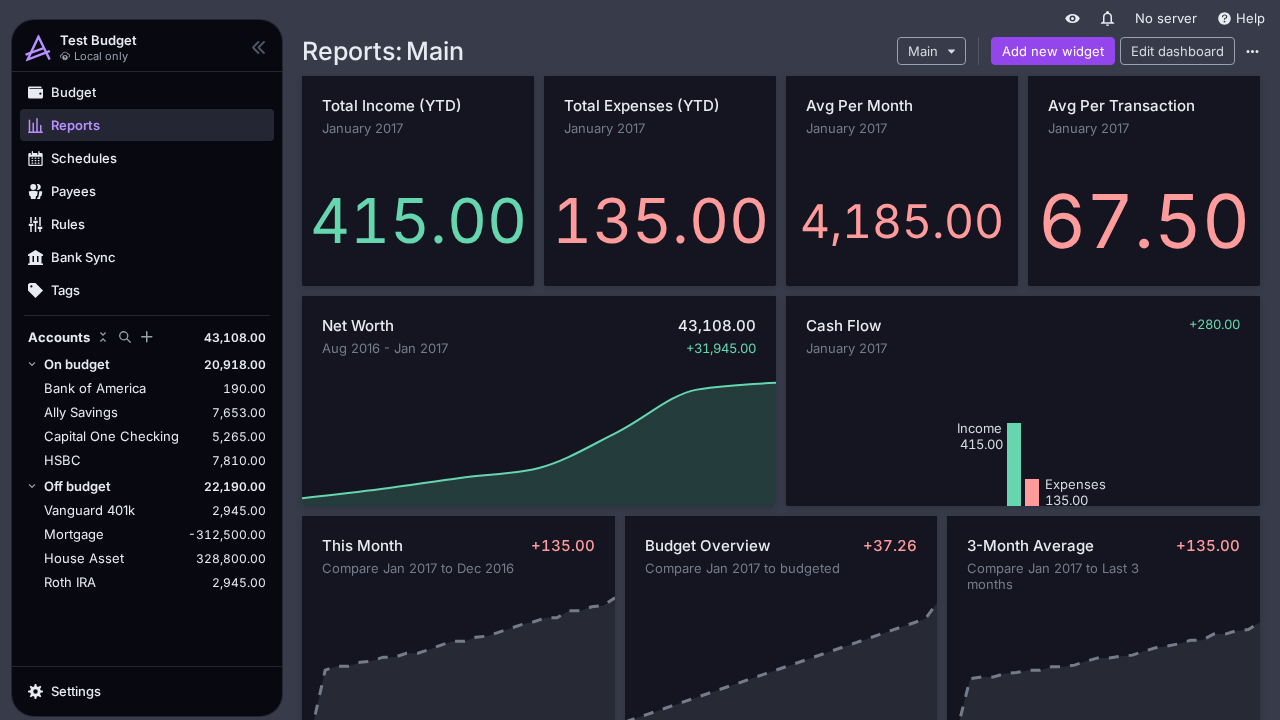 Test Budget
Local only
Budget
Reports
Schedules
Payees
Rules
Bank Sync
Tags
Accounts 43,108.00
On budget 20,918.00
Bank of America 190.00
Ally Savings 7,653.00
Capital One Checking 5,265.00
HSBC 7,810.00
Off budget 22,190.00
Vanguard 401k 2,945.00
Mortgage -312,500.00
House Asset 328,800.00
Roth IRA 2,945.00
Settings
No server Help
Reports: Main
Main Add new widget Edit dashboard
Total Income (YTD)
January 2017
415.00
Total Expenses (YTD)
January 2017
135.00
Avg Per Month
January 2017
4,185.00
Avg Per Transaction
January 2017
67.50
Net Worth 43,108.00
Aug 2016 - Jan 2017 +31,945.00
Cash Flow +280.00
January 2017
Income
415.00
Expenses
135.00
This Month +135.00
Compare Jan 2017 to Dec 2016
Budget Overview +37.26
Compare Jan 2017 to budgeted
3-Month Average +135.00
Compare Jan 2017 to Last 3
months